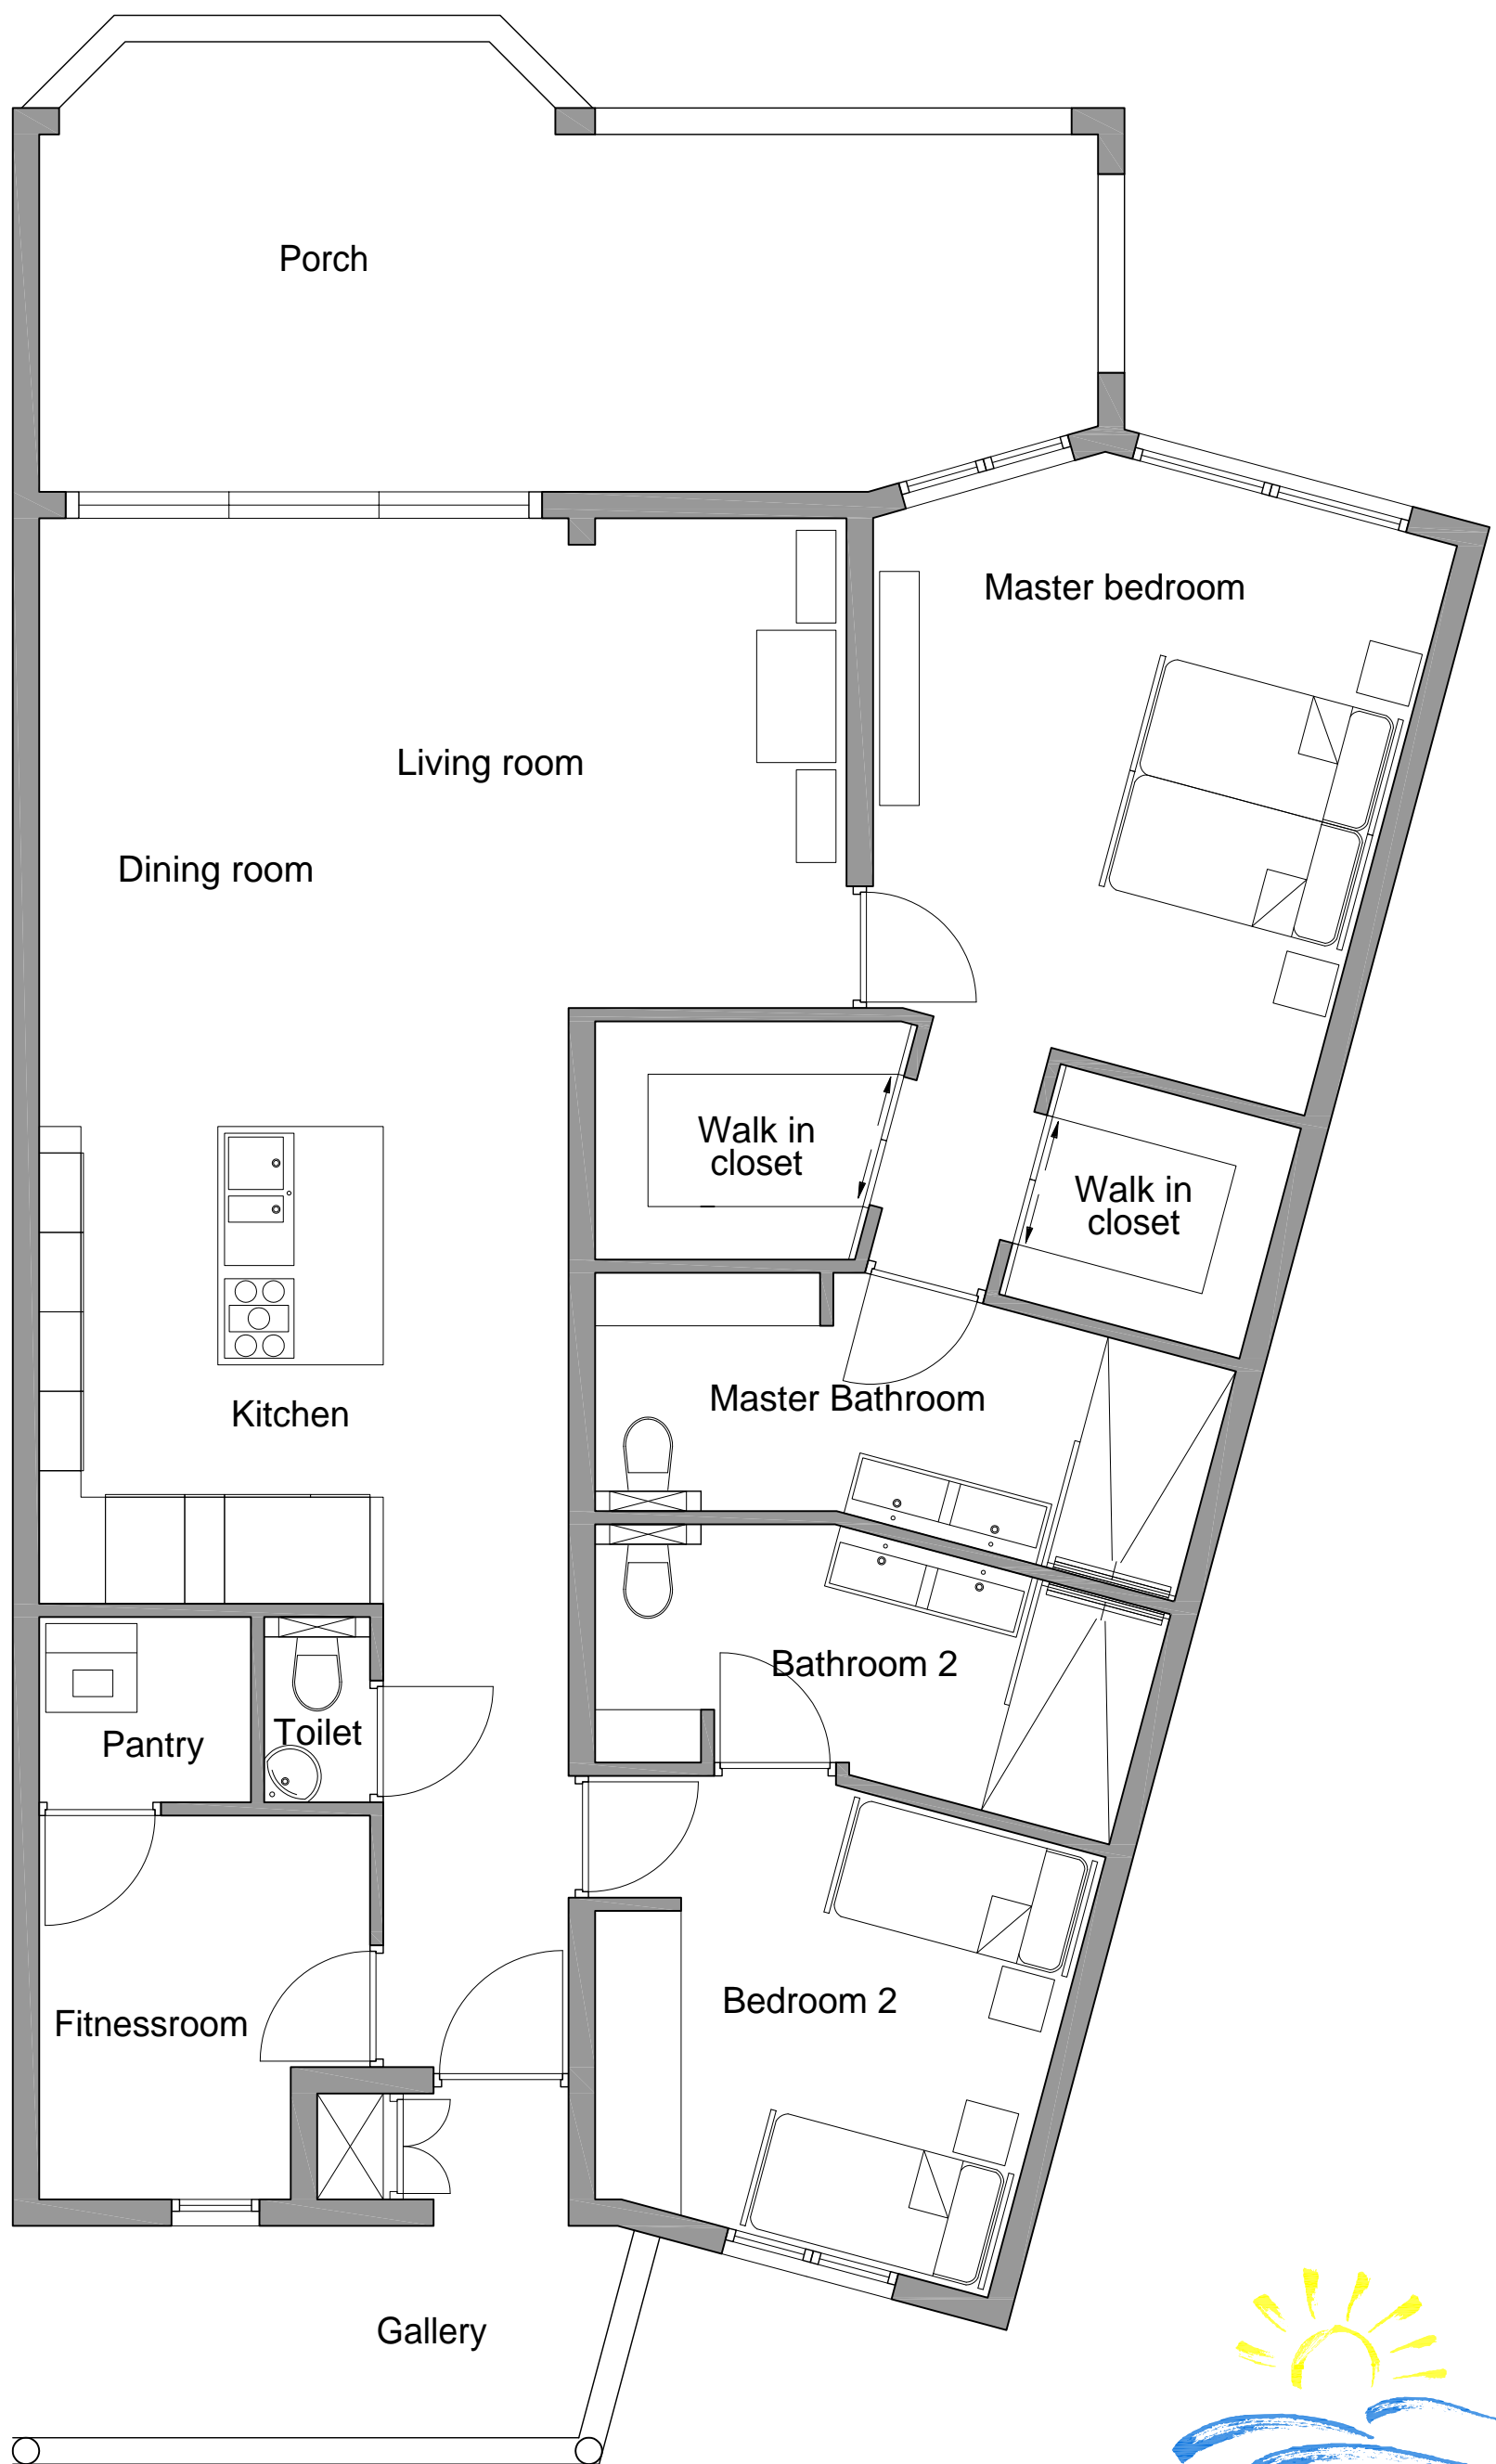 Porch
Master bedroom
Living room
Dining room
Walk in
closet
Walk in
closet
Master Bathroom
Kitchen
Bathroom 2
Toilet
Pantry
Bedroom 2
Fitnessroom
Gallery